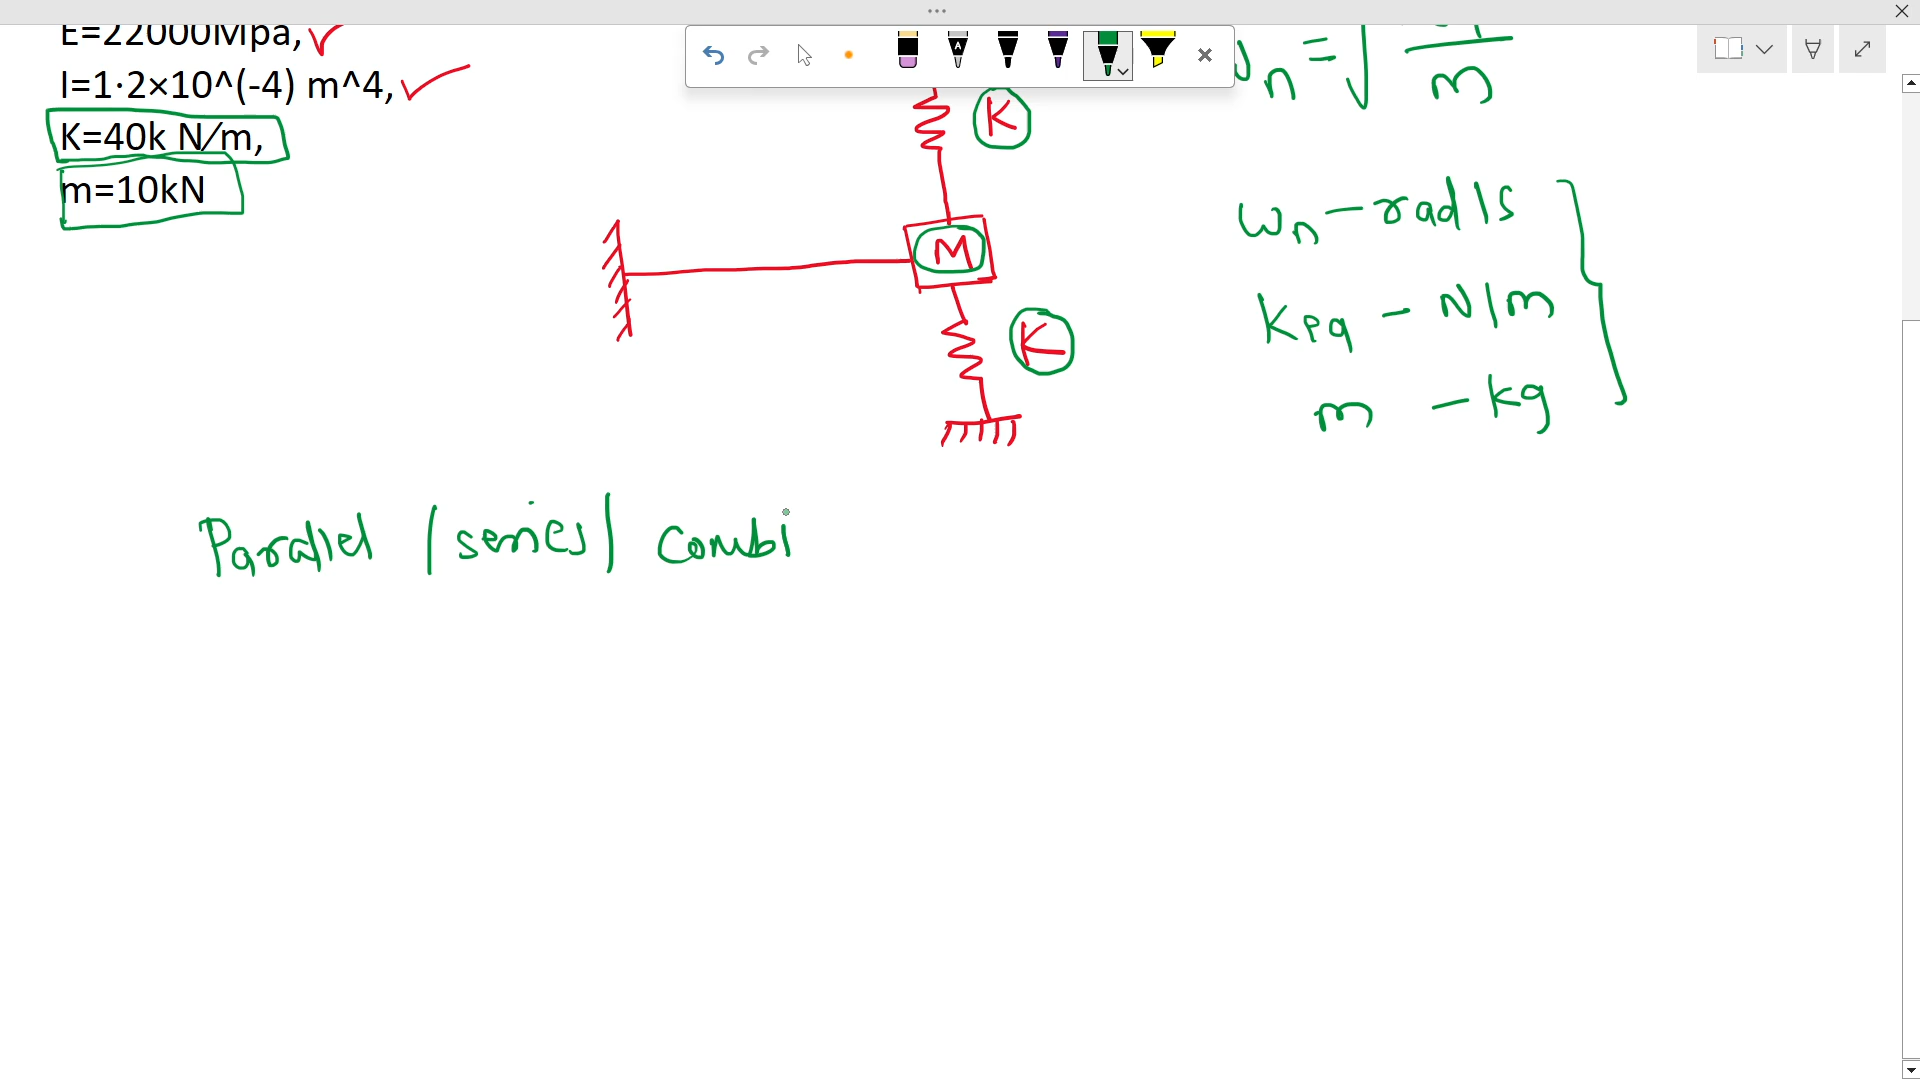 E=22000Mpa,
I=1·2×10^(-4) m^4,
K=40k N/m,
m=10kN
K
n = √ m
M
K
ωn - rad/s
Keq - N/m
m - kg
Parallel / series / Combi